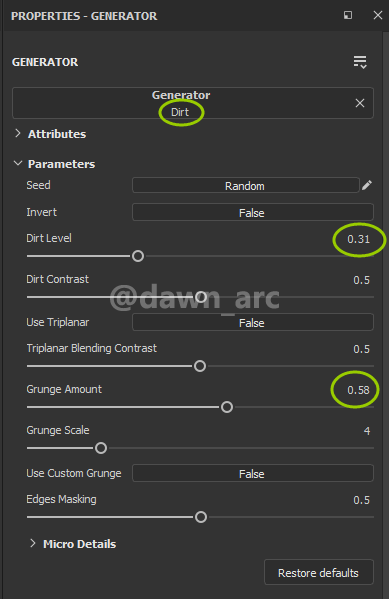 PROPERTIES - GENERATOR
GENERATOR
Generator
Dirt
Attributes
Parameters
Seed Random
Invert False
Dirt Level 0.31
Dirt Contrast 0.5
@dawn_arc
Use Triplanar False
Triplanar Blending Contrast 0.5
Grunge Amount 0.58
Grunge Scale 4
Use Custom Grunge False
Edges Masking 0.5
Micro Details
Restore defaults